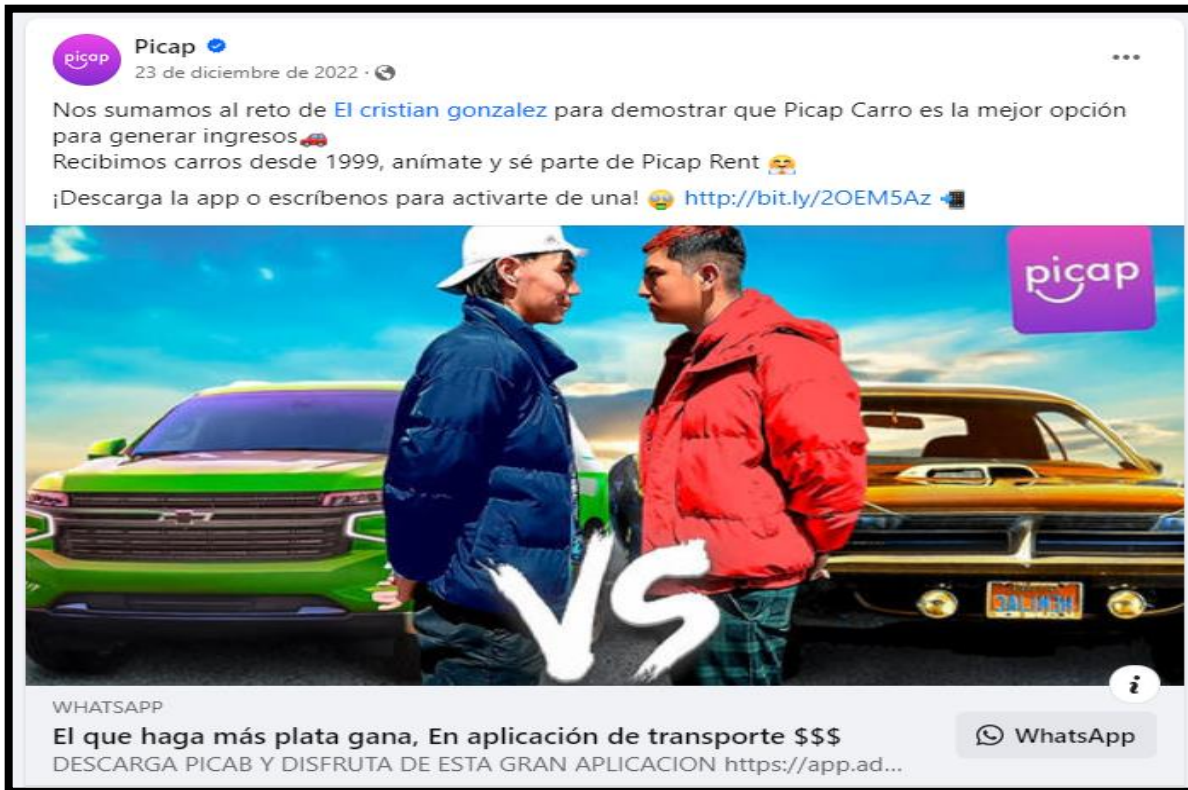 picap
Picap
23 de diciembre de 2022 ·
Nos sumamos al reto de El cristian gonzalez para demostrar que Picap Carro es la mejor opción
para generar ingresos🚗
Recibimos carros desde 1999, anímate y sé parte de Picap Rent 🤗
¡Descarga la app o escríbenos para activarte de una! 🤑 http://bit.ly/2OEM5Az 📲
picap
VS
WHATSAPP
El que haga más plata gana, En aplicación de transporte $$$
DESCARGA PICAB Y DISFRUTA DE ESTA GRAN APLICACION https://app.ad...
WhatsApp